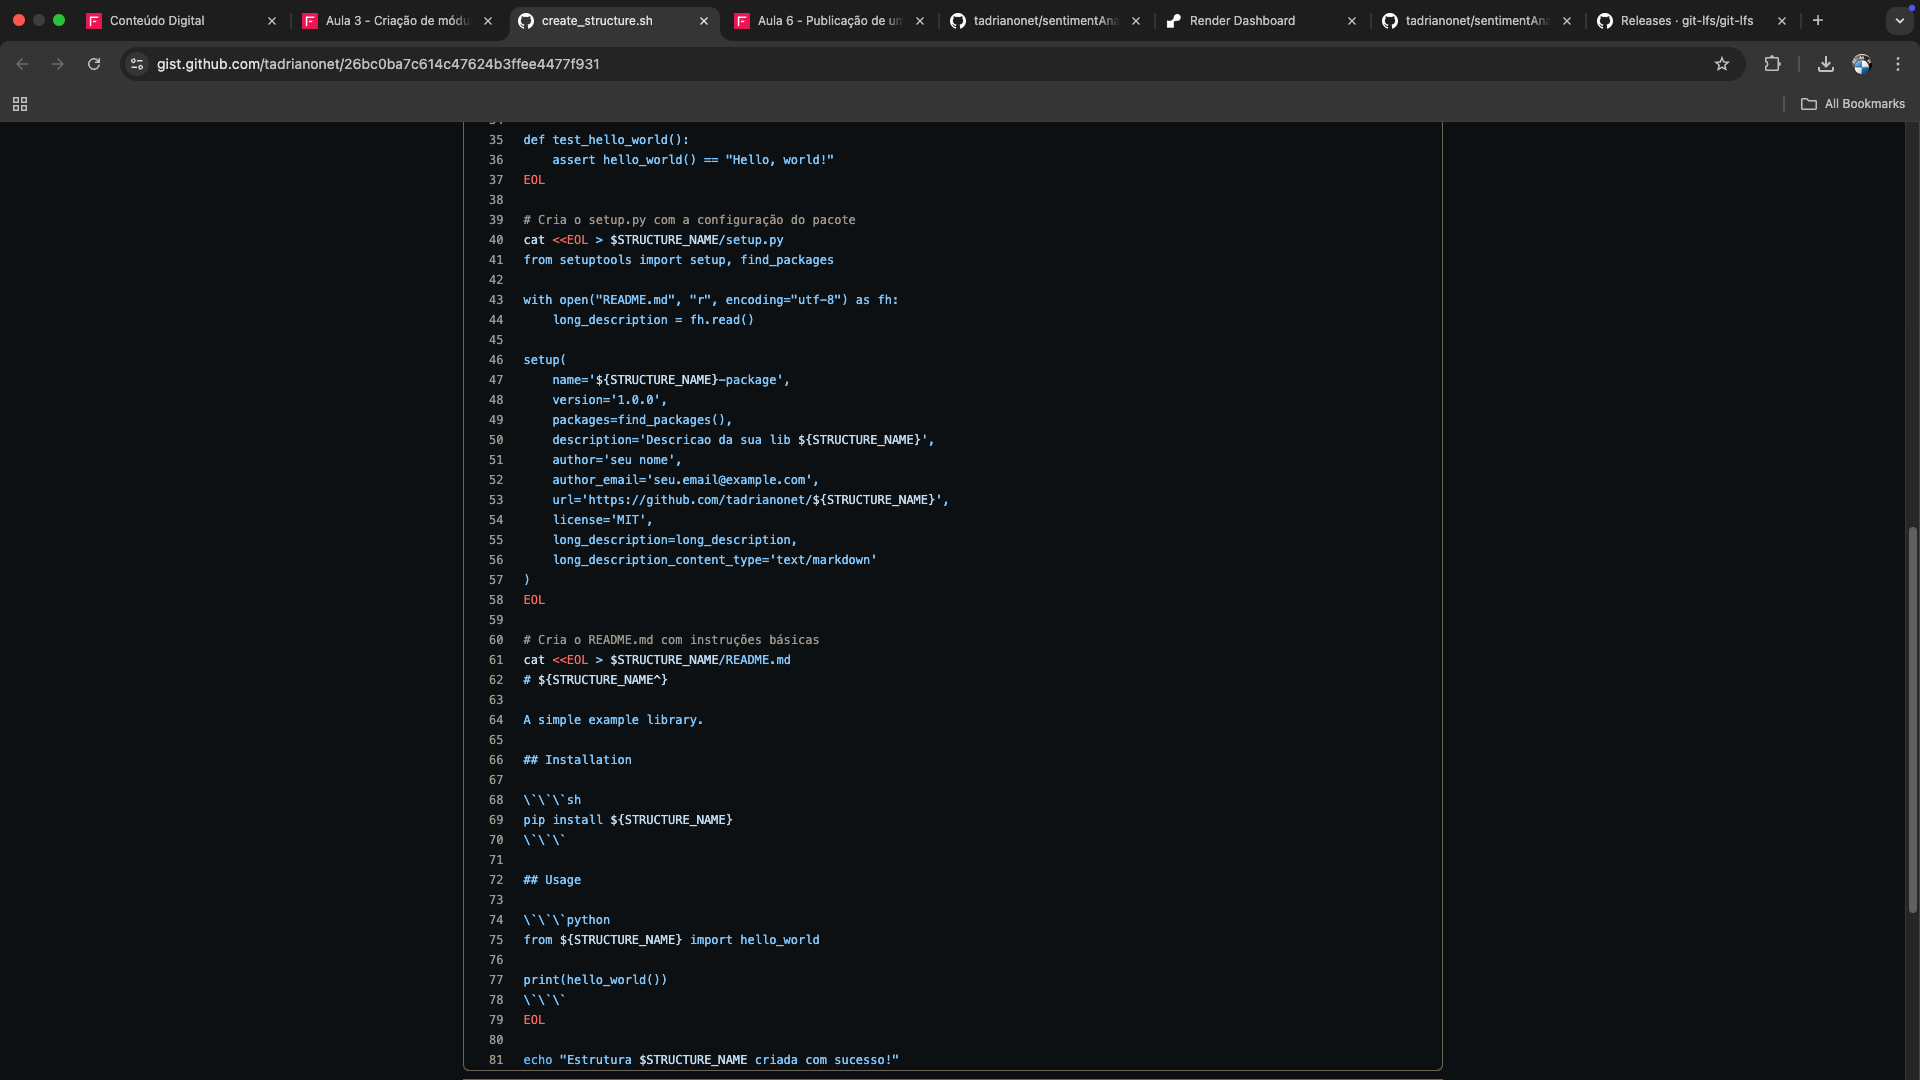 Conteúdo Digital
Aula 3 - Criação de módu
create_structure.sh
Aula 6 - Publicação de um
tadrianonet/sentimentAna
Render Dashboard
tadrianonet/sentimentAna
Releases · git-lfs/git-lfs
gist.github.com/tadrianonet/26bc0ba7c614c47624b3ffee4477f931
All Bookmarks
35 def test_hello_world():
36     assert hello_world() == "Hello, world!"
37 EOL
38
39 # Cria o setup.py com a configuração do pacote
40 cat <<EOL > $STRUCTURE_NAME/setup.py
41 from setuptools import setup, find_packages
42
43 with open("README.md", "r", encoding="utf-8") as fh:
44     long_description = fh.read()
45
46 setup(
47     name='${STRUCTURE_NAME}-package',
48     version='1.0.0',
49     packages=find_packages(),
50     description='Descricao da sua lib ${STRUCTURE_NAME}',
51     author='seu nome',
52     author_email='seu.email@example.com',
53     url='https://github.com/tadrianonet/${STRUCTURE_NAME}',
54     license='MIT',
55     long_description=long_description,
56     long_description_content_type='text/markdown'
57 )
58 EOL
59
60 # Cria o README.md com instruções básicas
61 cat <<EOL > $STRUCTURE_NAME/README.md
62 # ${STRUCTURE_NAME^}
63
64 A simple example library.
65
66 ## Installation
67
68 \`\`\`sh
69 pip install ${STRUCTURE_NAME}
70 \`\`\`
71
72 ## Usage
73
74 \`\`\`python
75 from ${STRUCTURE_NAME} import hello_world
76
77 print(hello_world())
78 \`\`\`
79 EOL
80
81 echo "Estrutura $STRUCTURE_NAME criada com sucesso!"